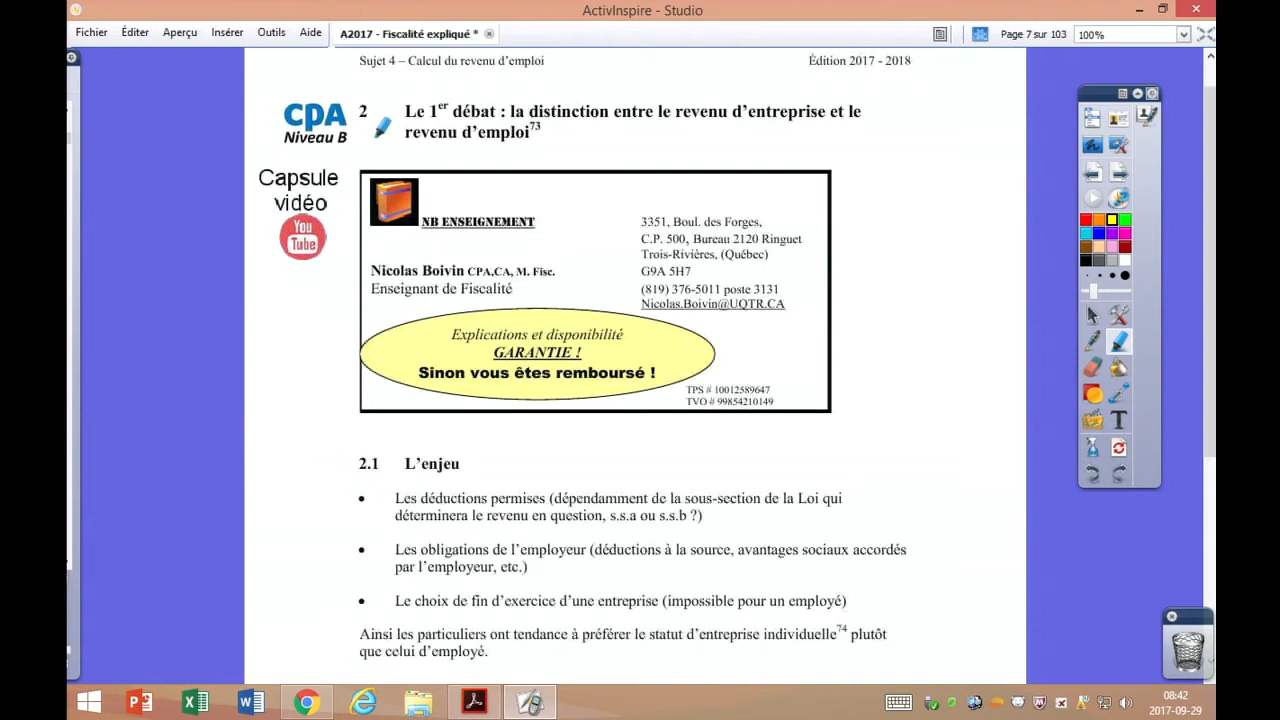 ActivInspire - Studio
Fichier Éditer Aperçu Insérer Outils Aide
A2017 - Fiscalité expliqué *
Page 7 sur 103
100%
Sujet 4 – Calcul du revenu d'emploi
Édition 2017 - 2018
CPA
Niveau B
2 Le 1er débat : la distinction entre le revenu d'entreprise et le
revenu d'emploi73
Capsule
vidéo
You
Tube
NB ENSEIGNEMENT
3351, Boul. des Forges,
C.P. 500, Bureau 2120 Ringuet
Trois-Rivières, (Québec)
Nicolas Boivin CPA,CA, M. Fisc.
G9A 5H7
Enseignant de Fiscalité
(819) 376-5011 poste 3131
Nicolas.Boivin@UQTR.CA
Explications et disponibilité
GARANTIE !
Sinon vous êtes remboursé !
TPS # 10012589647
TVO # 99854210149
2.1 L'enjeu
• Les déductions permises (dépendamment de la sous-section de la Loi qui
déterminera le revenu en question, s.s.a ou s.s.b ?)
• Les obligations de l'employeur (déductions à la source, avantages sociaux accordés
par l'employeur, etc.)
• Le choix de fin d'exercice d'une entreprise (impossible pour un employé)
Ainsi les particuliers ont tendance à préférer le statut d'entreprise individuelle74 plutôt
que celui d'employé.
08:42
2017-09-29